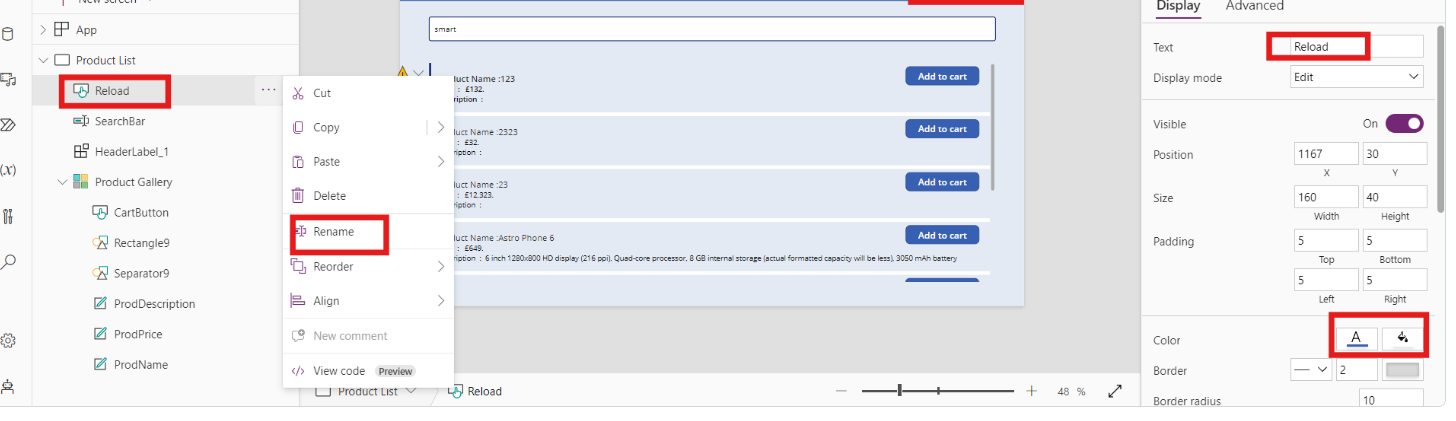 New screen
App
Product List
Reload
SearchBar
HeaderLabel_1
Product Gallery
CartButton
Rectangle9
Separator9
ProdDescription
ProdPrice
ProdName
Cut
Copy
Paste
Delete
Rename
Reorder
Align
New comment
View code Preview
smart
duct Name :123
: £132.
ription :
Add to cart
duct Name :2323
: £32.
ription :
Add to cart
duct Name :23
: £12,323.
ription :
Add to cart
duct Name :Astro Phone 6
: £649.
ription : 6 inch 1280x800 HD display (216 ppi). Quad-core processor, 8 GB internal storage (actual formatted capacity will be less). 3050 mAh battery
Add to cart
Product List
Reload
48 %
Display Advanced
Text Reload
Display mode Edit
Visible On
Position 1167 30
X Y
Size 160 40
Width Height
Padding 5 5
Top Bottom
5 5
Left Right
Color A
Border 2
Border radius 10